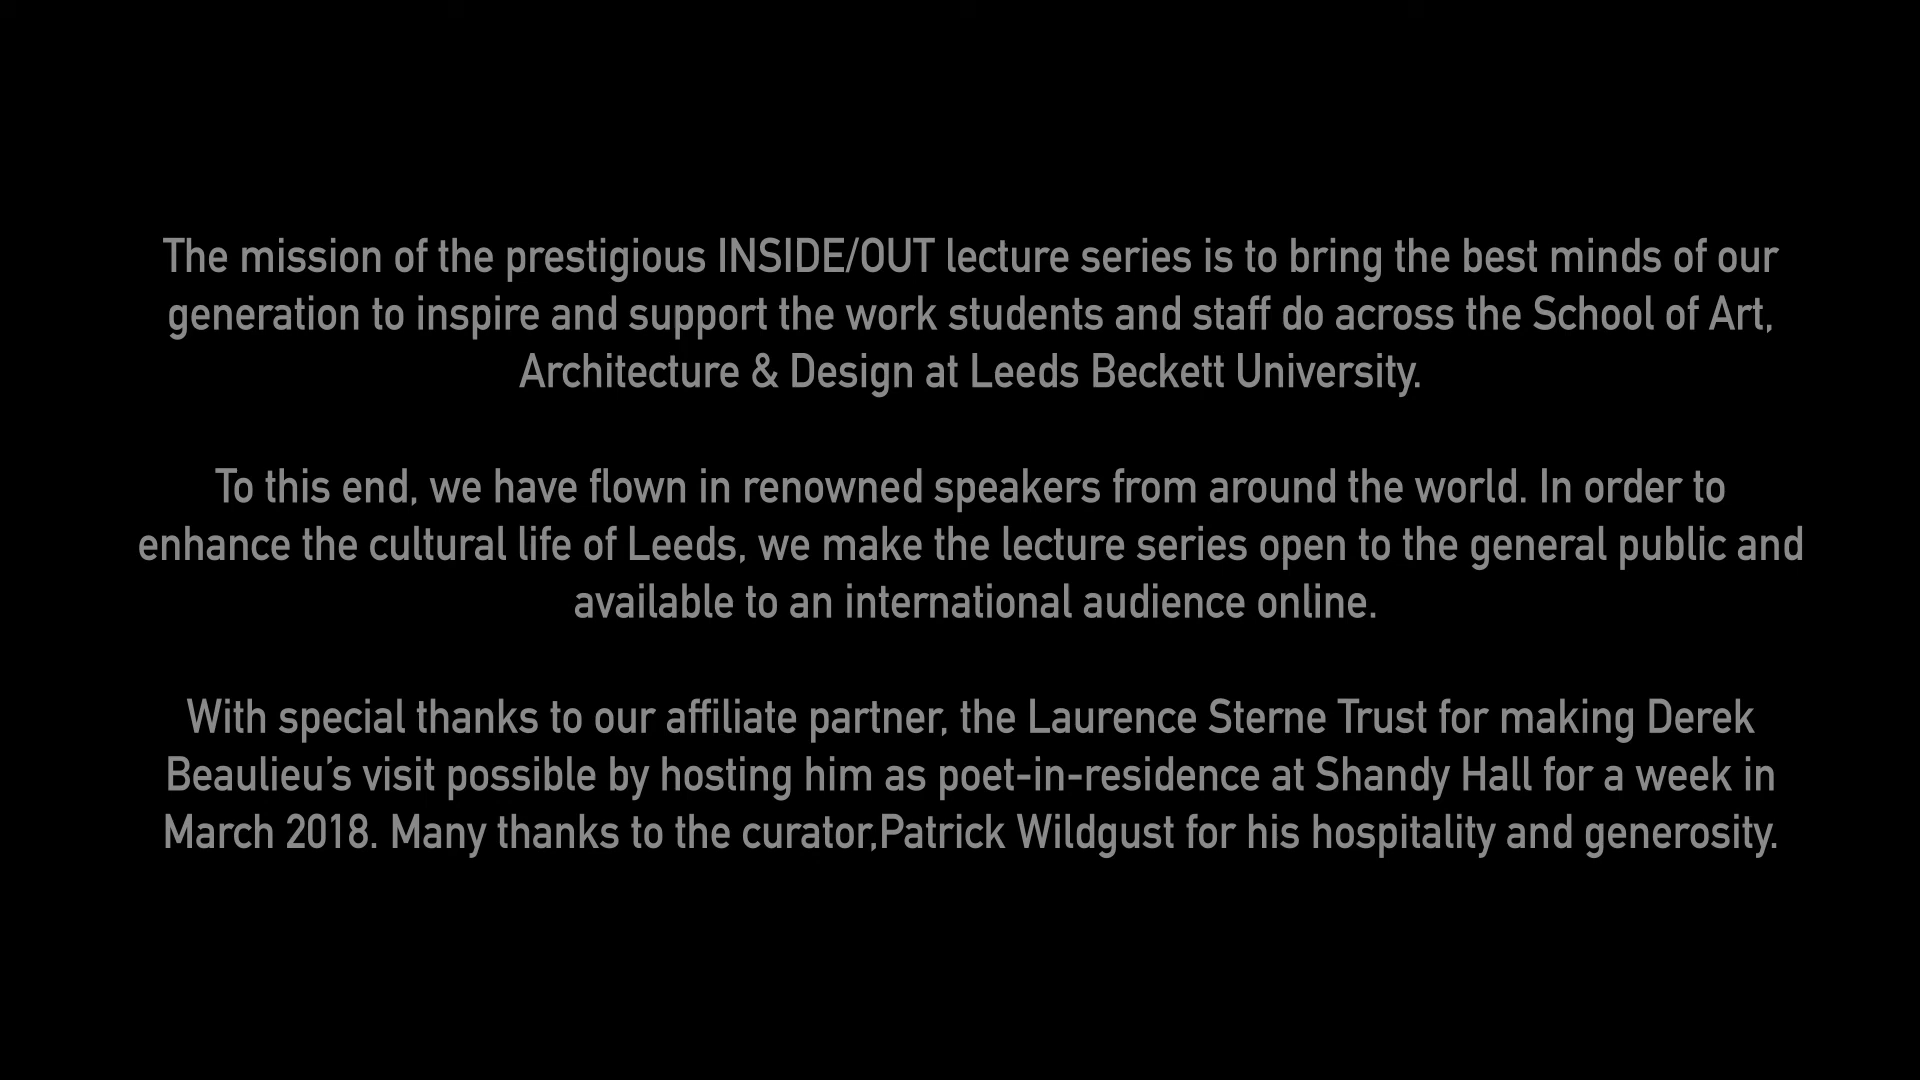 The mission of the prestigious INSIDE/OUT lecture series is to bring the best minds of our
generation to inspire and support the work students and staff do across the School of Art,
Architecture & Design at Leeds Beckett University.
To this end, we have flown in renowned speakers from around the world. In order to
enhance the cultural life of Leeds, we make the lecture series open to the general public and
available to an international audience online.
With special thanks to our affiliate partner, the Laurence Sterne Trust for making Derek
Beaulieu’s visit possible by hosting him as poet-in-residence at Shandy Hall for a week in
March 2018. Many thanks to the curator,Patrick Wildgust for his hospitality and generosity.